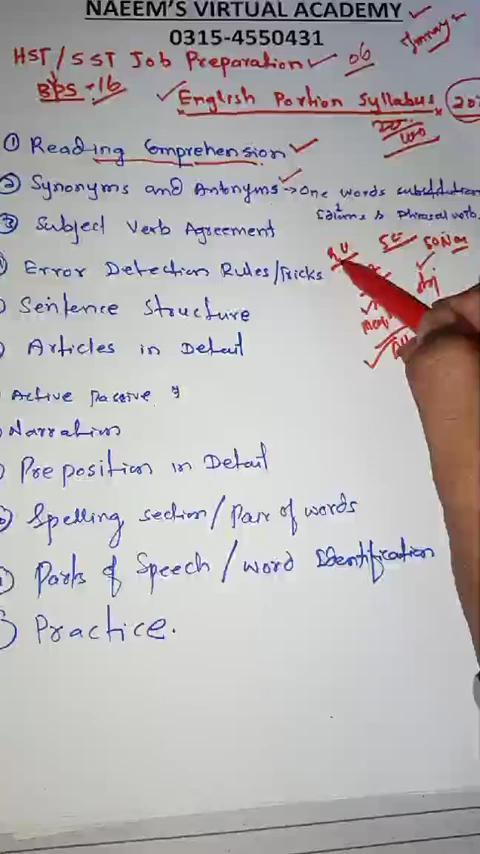 NAEEM'S VIRTUAL ACADEMY
0315-4550431
HST/SST Job Preparation 06
BPS-16
English Portion Syllabus
① Reading Comprehension
② Synonyms and Antonyms → One words substitution
Idioms & Phrasal verb
③ Subject Verb Agreement
Error Detection Rules/Tricks
Sentence Structure
Articles in Detail
Active Passive &
Narration
Preposition in Detail
Spelling section/Pair of words
Parts of Speech/word Identification
Practice.